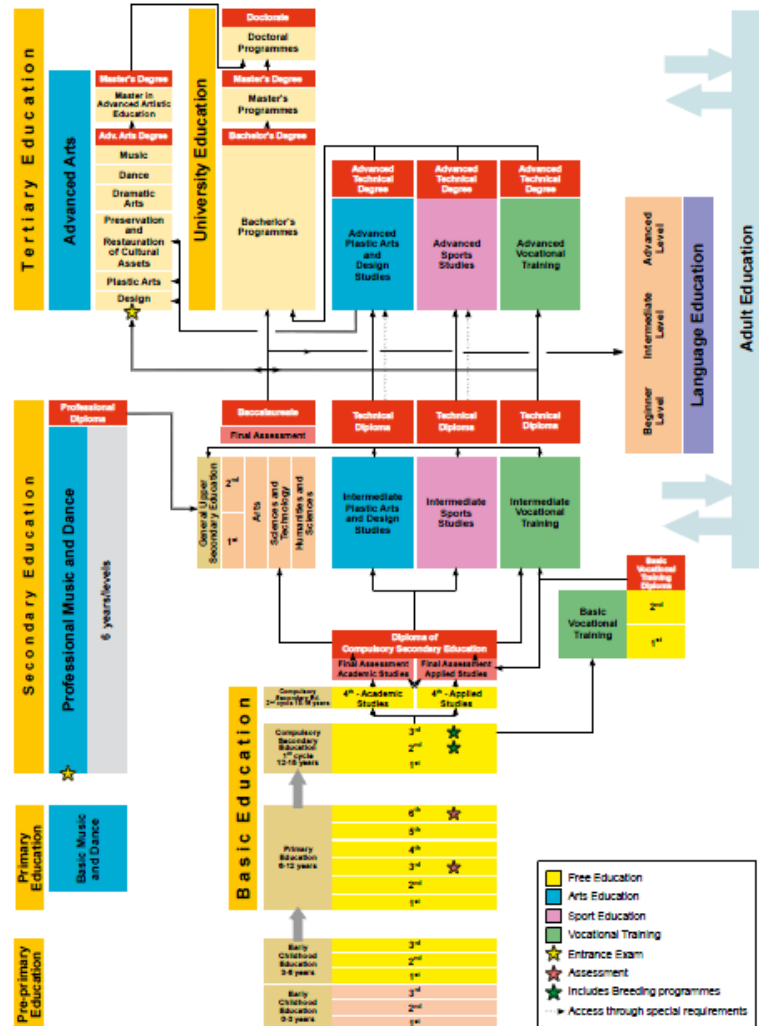 Tertiary Education
Advanced Arts
Master's Degree
Master in
Advanced Artistic
Education
Adv. Arts Degree
Music
Dance
Dramatic
Arts
Preservation
and
Restauration
of Cultural
Assets
Plastic Arts
Design
University Education
Doctorate
Doctoral
Programmes
Master's Degree
Master's
Programmes
Bachelor's Degree
Bachelor's
Programmes
Advanced
Technical
Degree
Advanced
Plastic Arts
and
Design Studies
Advanced
Technical
Degree
Advanced
Sports
Studies
Advanced
Technical
Degree
Advanced
Vocational
Training
Advanced
Level
Intermediate
Level
Beginner
Level
Language Education
Adult Education
Secondary Education
Professional Music and Dance
Professional
Diploma
6 years/levels
Baccalaureate
Final Assessment
General Upper
Secondary Education
2nd
1st
Arts
Sciences and
Technology
Humanities and
Sciences
Technical
Diploma
Intermediate
Plastic Arts
and Design
Studies
Technical
Diploma
Intermediate
Sports
Studies
Technical
Diploma
Intermediate
Vocational
Training
Basic
Vocational
Training
Diploma
Basic
Vocational
Training
2nd
1st
Diploma of
Compulsory Secondary Education
Final Assessment
Academic Studies
Final Assessment
Applied Studies
Basic Education
Compulsory
Secondary Ed.
2nd cycle 15-16 years
4th - Academic
Studies
4th - Applied
Studies
Compulsory
Secondary
Education
1st cycle
12-15 years
3rd
2nd
1st
Primary
Education
Basic Music
and Dance
Primary
Education
6-12 years
6th
5th
4th
3rd
2nd
1st
Pre-primary
Education
Early
Childhood
Education
3-6 years
3rd
2nd
1st
Early
Childhood
Education
0-3 years
3rd
2nd
1st
Free Education
Arts Education
Sport Education
Vocational Training
Entrance Exam
Assessment
Includes Breeding programmes
Access through special requirements